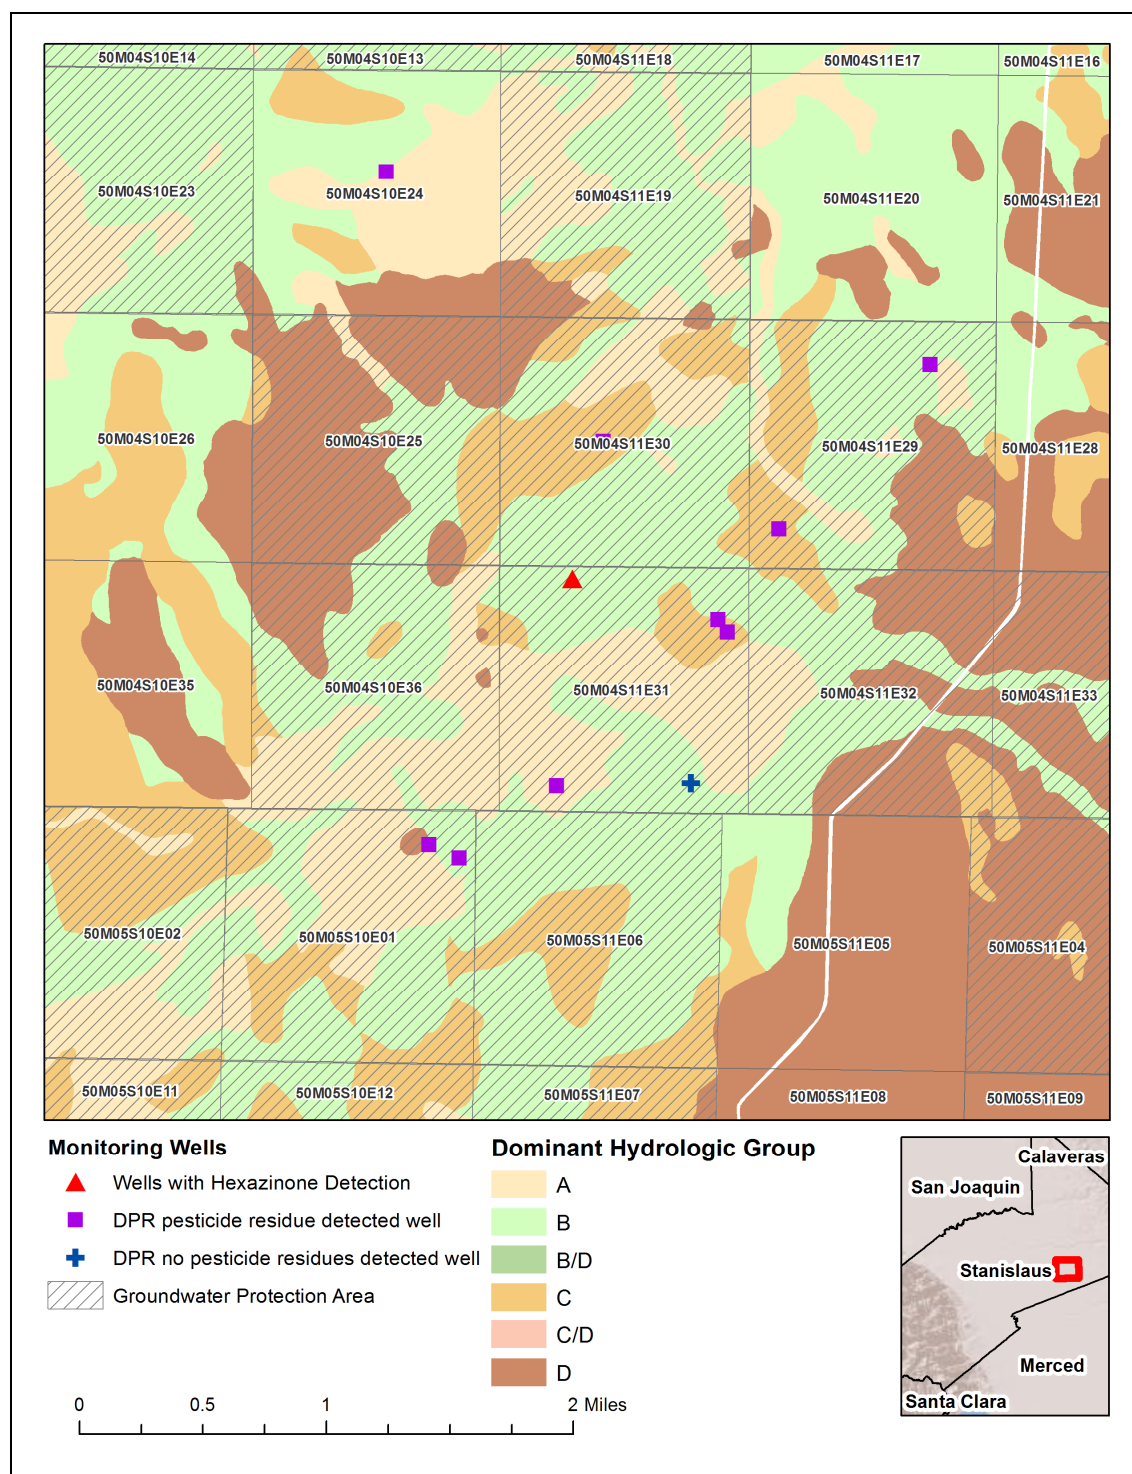 50M04S10E14
50M04S10E13
50M04S11E18
50M04S11E17
50M04S11E16
50M04S10E23
50M04S10E24
50M04S11E19
50M04S11E20
50M04S11E21
50M04S10E26
50M04S10E25
50M04S11E30
50M04S11E29
50M04S11E28
50M04S10E35
50M04S10E36
50M04S11E31
50M04S11E32
50M04S11E33
50M05S10E02
50M05S10E01
50M05S11E06
50M05S11E05
50M05S11E04
50M05S10E11
50M05S10E12
50M05S11E07
50M05S11E08
50M05S11E09
Monitoring Wells
Wells with Hexazinone Detection
DPR pesticide residue detected well
DPR no pesticide residues detected well
Groundwater Protection Area
0 0.5 1 2 Miles
Dominant Hydrologic Group
A
B
B/D
C
C/D
D
Calaveras
San Joaquin
Stanislaus
Merced
Santa Clara